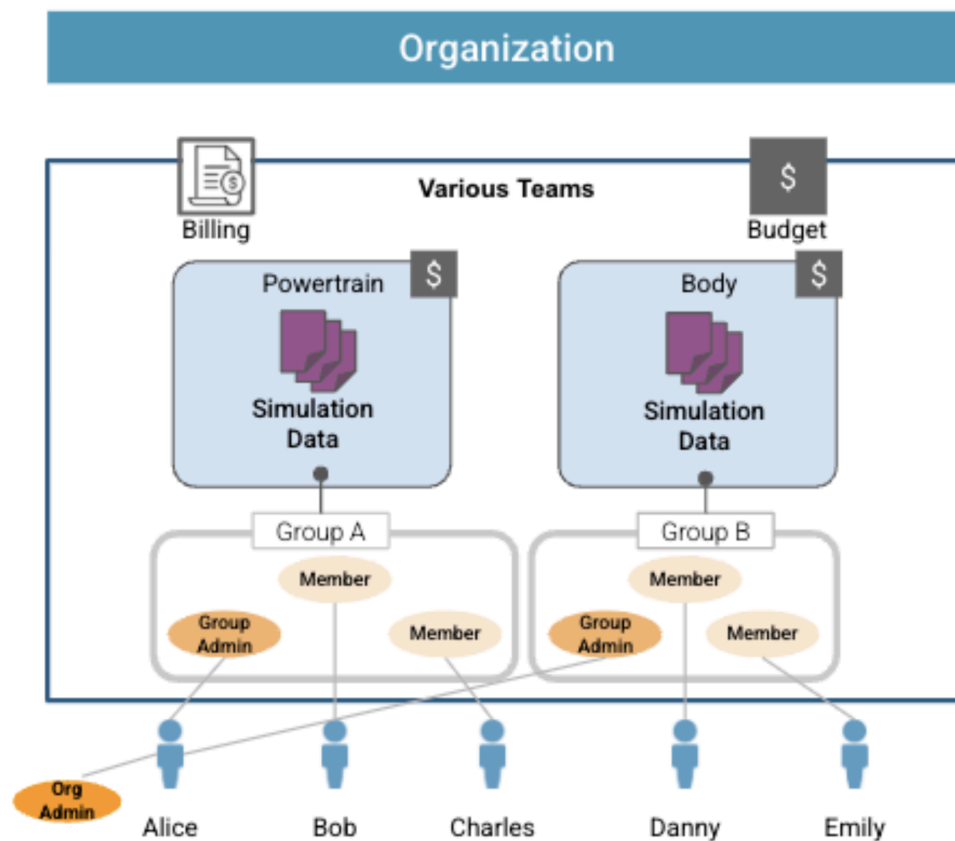 Organization
Various Teams
$
Billing
$
Budget
Powertrain
$
Body
$
Simulation
Data
Simulation
Data
Group A
Group B
Member
Member
Group
Admin
Member
Group
Admin
Member
Org
Admin
Alice
Bob
Charles
Danny
Emily